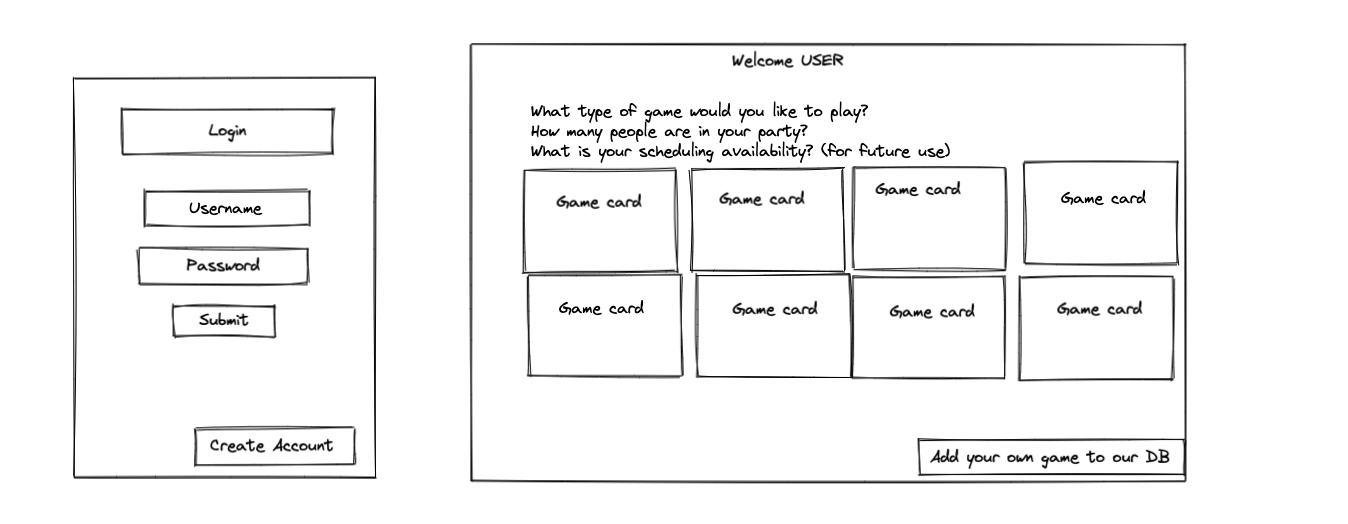 Login
Username
Password
Submit
Create Account
Welcome USER
What type of game would you like to play?
How many people are in your party?
What is your scheduling availability? (for future use)
Game card
Game card
Game card
Game card
Game card
Game card
Game card
Game card
Add your own game to our DB